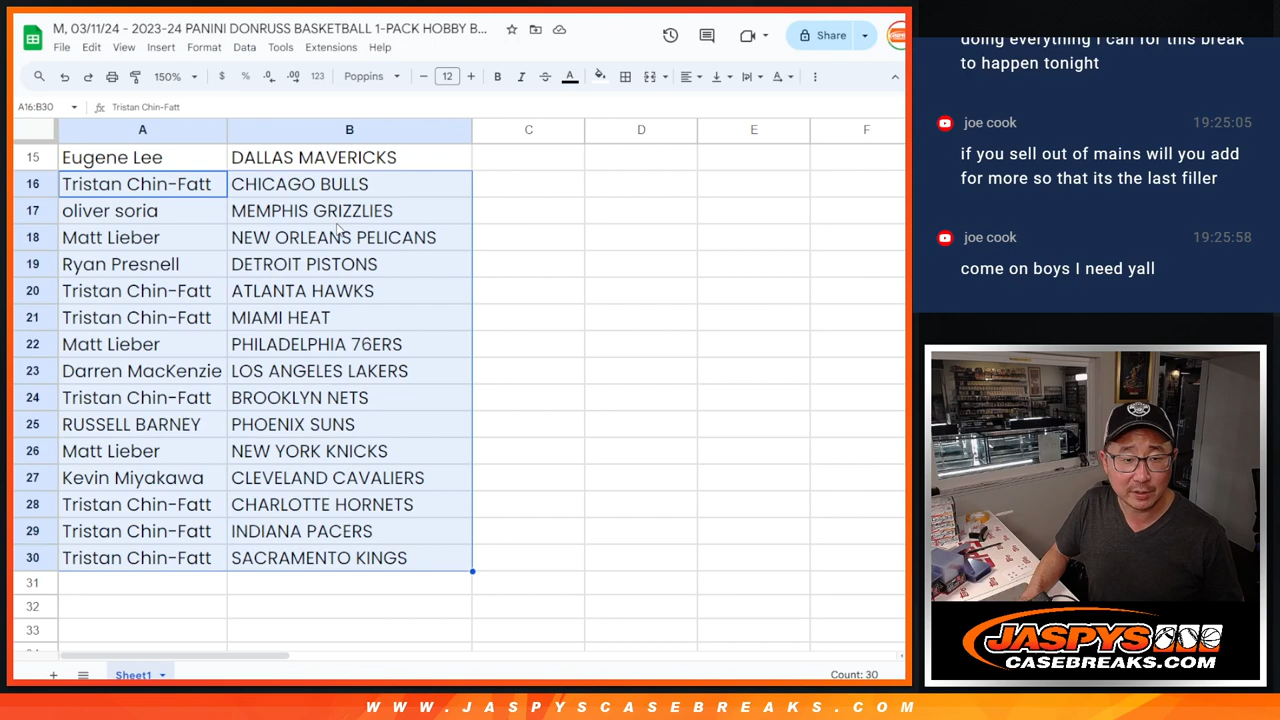 M, 03/11/24 - 2023-24 PANINI DONRUSS BASKETBALL 1-PACK HOBBY B...
File Edit View Insert Format Data Tools Extensions Help
Share
150% $ % .0 .00 123 Poppins 12 B I A
A16:B30 fx Tristan Chin-Fatt
A B C D E F
15 Eugene Lee DALLAS MAVERICKS
16 Tristan Chin-Fatt CHICAGO BULLS
17 oliver soria MEMPHIS GRIZZLIES
18 Matt Lieber NEW ORLEANS PELICANS
19 Ryan Presnell DETROIT PISTONS
20 Tristan Chin-Fatt ATLANTA HAWKS
21 Tristan Chin-Fatt MIAMI HEAT
22 Matt Lieber PHILADELPHIA 76ERS
23 Darren MacKenzie LOS ANGELES LAKERS
24 Tristan Chin-Fatt BROOKLYN NETS
25 RUSSELL BARNEY PHOENIX SUNS
26 Matt Lieber NEW YORK KNICKS
27 Kevin Miyakawa CLEVELAND CAVALIERS
28 Tristan Chin-Fatt CHARLOTTE HORNETS
29 Tristan Chin-Fatt INDIANA PACERS
30 Tristan Chin-Fatt SACRAMENTO KINGS
31
32
33
Sheet1 Count: 30
doing everything I can for this break
to happen tonight
joe cook 19:25:05
if you sell out of mains will you add
for more so that its the last filler
joe cook 19:25:58
come on boys I need yall
JASPYS
CASEBREAKS.COM
WWW.JASPYSCASEBREAKS.COM